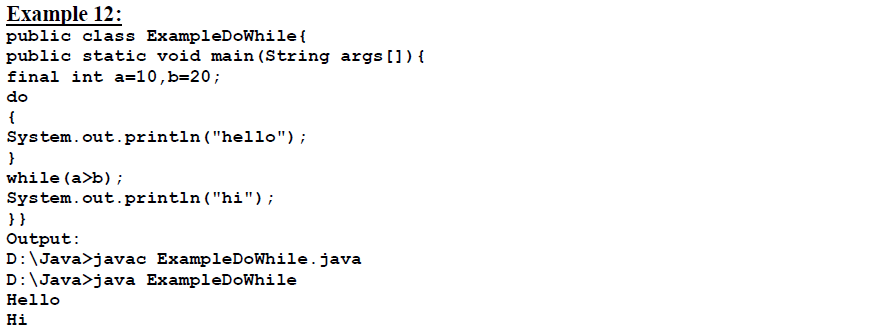 Example 12:
public class ExampleDoWhile{
public static void main(String args[]){
final int a=10,b=20;
do
{
System.out.println("hello");
}
while(a>b);
System.out.println("hi");
}}
Output:
D:\Java>javac ExampleDoWhile.java
D:\Java>java ExampleDoWhile
Hello
Hi